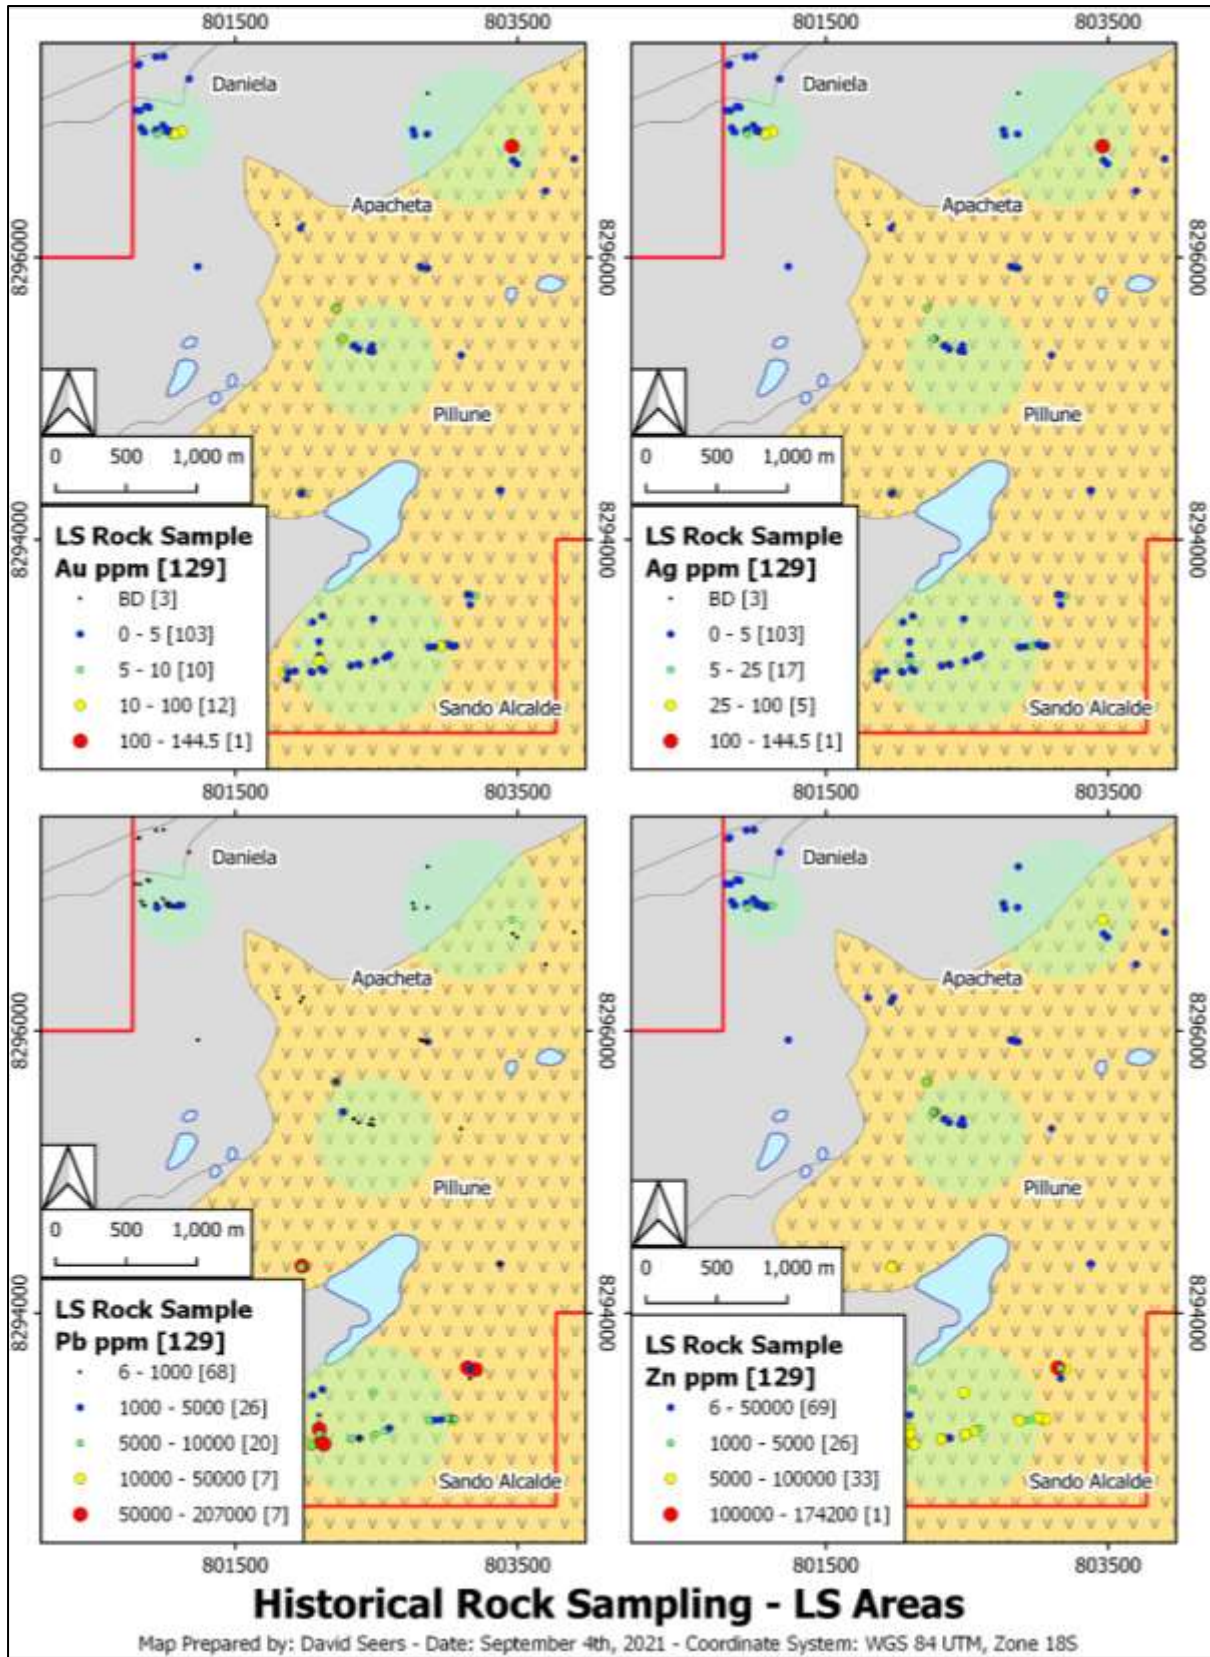 801500 803500 801500 803500
Daniela
Apacheta
Pillune
Sando Alcalde
8296000
8294000
0 500 1,000 m
LS Rock Sample
Au ppm [129]
BD [3]
0 - 5 [103]
5 - 10 [10]
10 - 100 [12]
100 - 144.5 [1]
Daniela
Apacheta
Pillune
Sando Alcalde
8296000
8294000
0 500 1,000 m
LS Rock Sample
Ag ppm [129]
BD [3]
0 - 5 [103]
5 - 25 [17]
25 - 100 [5]
100 - 144.5 [1]
8296000
8294000
801500 803500 801500 803500
Daniela
Apacheta
Pillune
Sando Alcalde
8296000
8294000
0 500 1,000 m
LS Rock Sample
Pb ppm [129]
6 - 1000 [68]
1000 - 5000 [26]
5000 - 10000 [20]
10000 - 50000 [7]
50000 - 207000 [7]
Daniela
Apacheta
Pillune
Sando Alcalde
8296000
8294000
0 500 1,000 m
LS Rock Sample
Zn ppm [129]
6 - 50000 [69]
1000 - 5000 [26]
5000 - 100000 [33]
100000 - 174200 [1]
8296000
8294000
801500 803500 801500 803500
Historical Rock Sampling - LS Areas
Map Prepared by: David Seers - Date: September 4th, 2021 - Coordinate System: WGS 84 UTM, Zone 18S